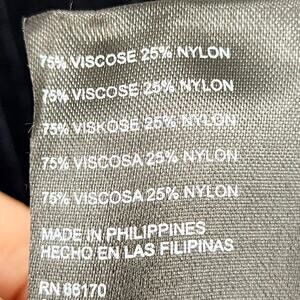 75% VISCOSE 25% NYLON
75% VISCOSE 25% NYLON
75% VISKOSE 25% NYLON
75% VISCOSA 25% NYLON
75% VISCOSA 25% NYLON
MADE IN PHILIPPINES
HECHO EN LAS FILIPINAS
RN 66170